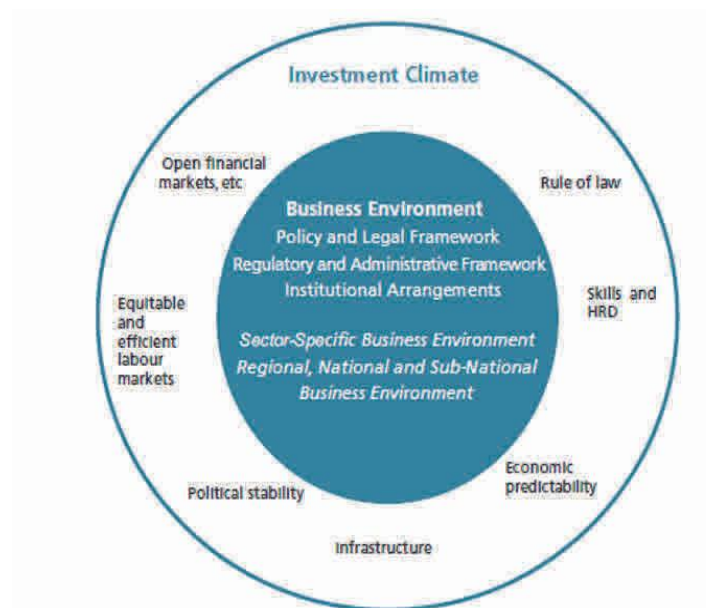 Investment Climate
Open financial
markets, etc
Rule of law
Business Environment
Policy and Legal Framework
Regulatory and Administrative Framework
Institutional Arrangements
Sector-Specific Business Environment
Regional, National and Sub-National
Business Environment
Equitable
and
efficient
labour
markets
Skills and
HRD
Political stability
Economic
predictability
Infrastructure